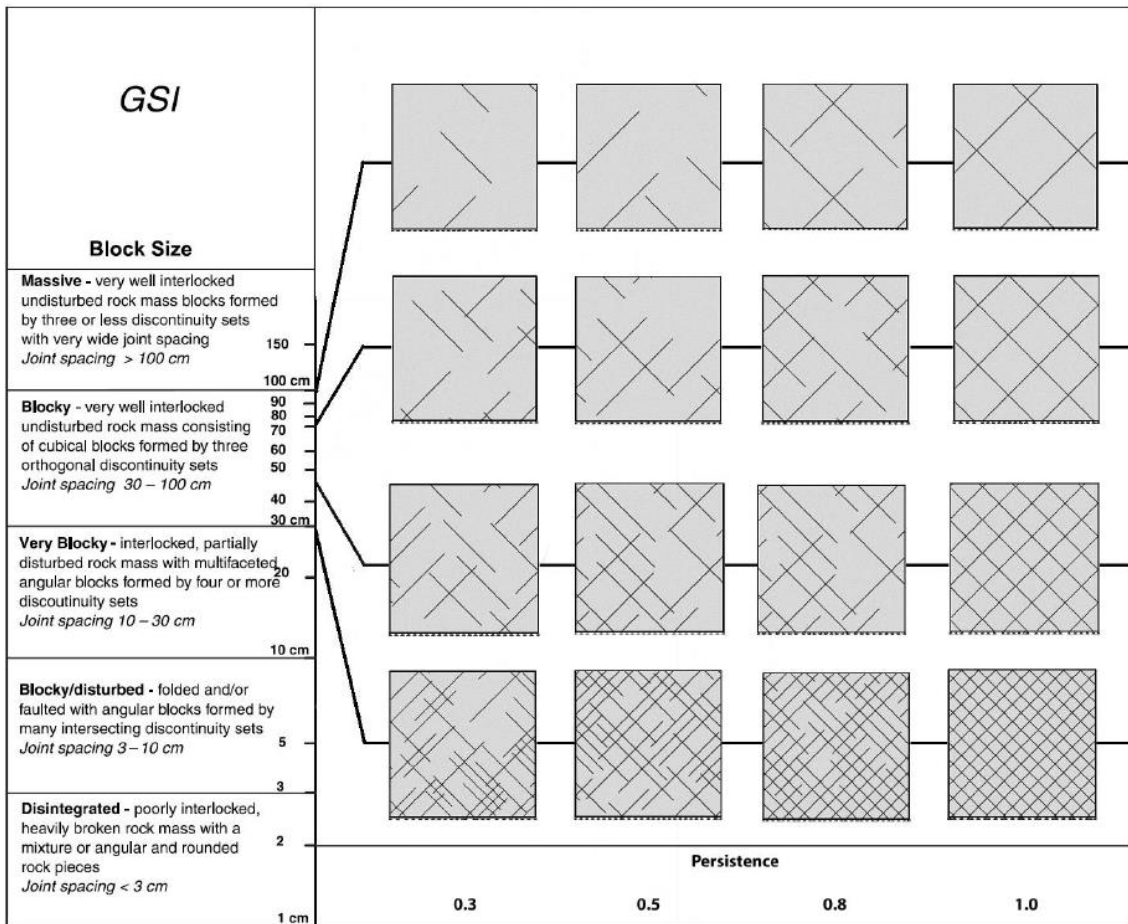 GSI
Block Size
Massive - very well interlocked
undisturbed rock mass blocks formed
by three or less discontinuity sets
with very wide joint spacing
Joint spacing > 100 cm
150
100 cm
Blocky - very well interlocked
undisturbed rock mass consisting
of cubical blocks formed by three
orthogonal discontinuity sets
Joint spacing 30 – 100 cm
90
80
70
60
50
40
30 cm
Very Blocky - interlocked, partially
disturbed rock mass with multifaceted
angular blocks formed by four or more
discoutinuity sets
Joint spacing 10 – 30 cm
20
10 cm
Blocky/disturbed - folded and/or
faulted with angular blocks formed by
many intersecting discontinuity sets
Joint spacing 3 – 10 cm
5
3
Disintegrated - poorly interlocked,
heavily broken rock mass with a
mixture or angular and rounded
rock pieces
Joint spacing < 3 cm
2
1 cm
Persistence
0.3 0.5 0.8 1.0